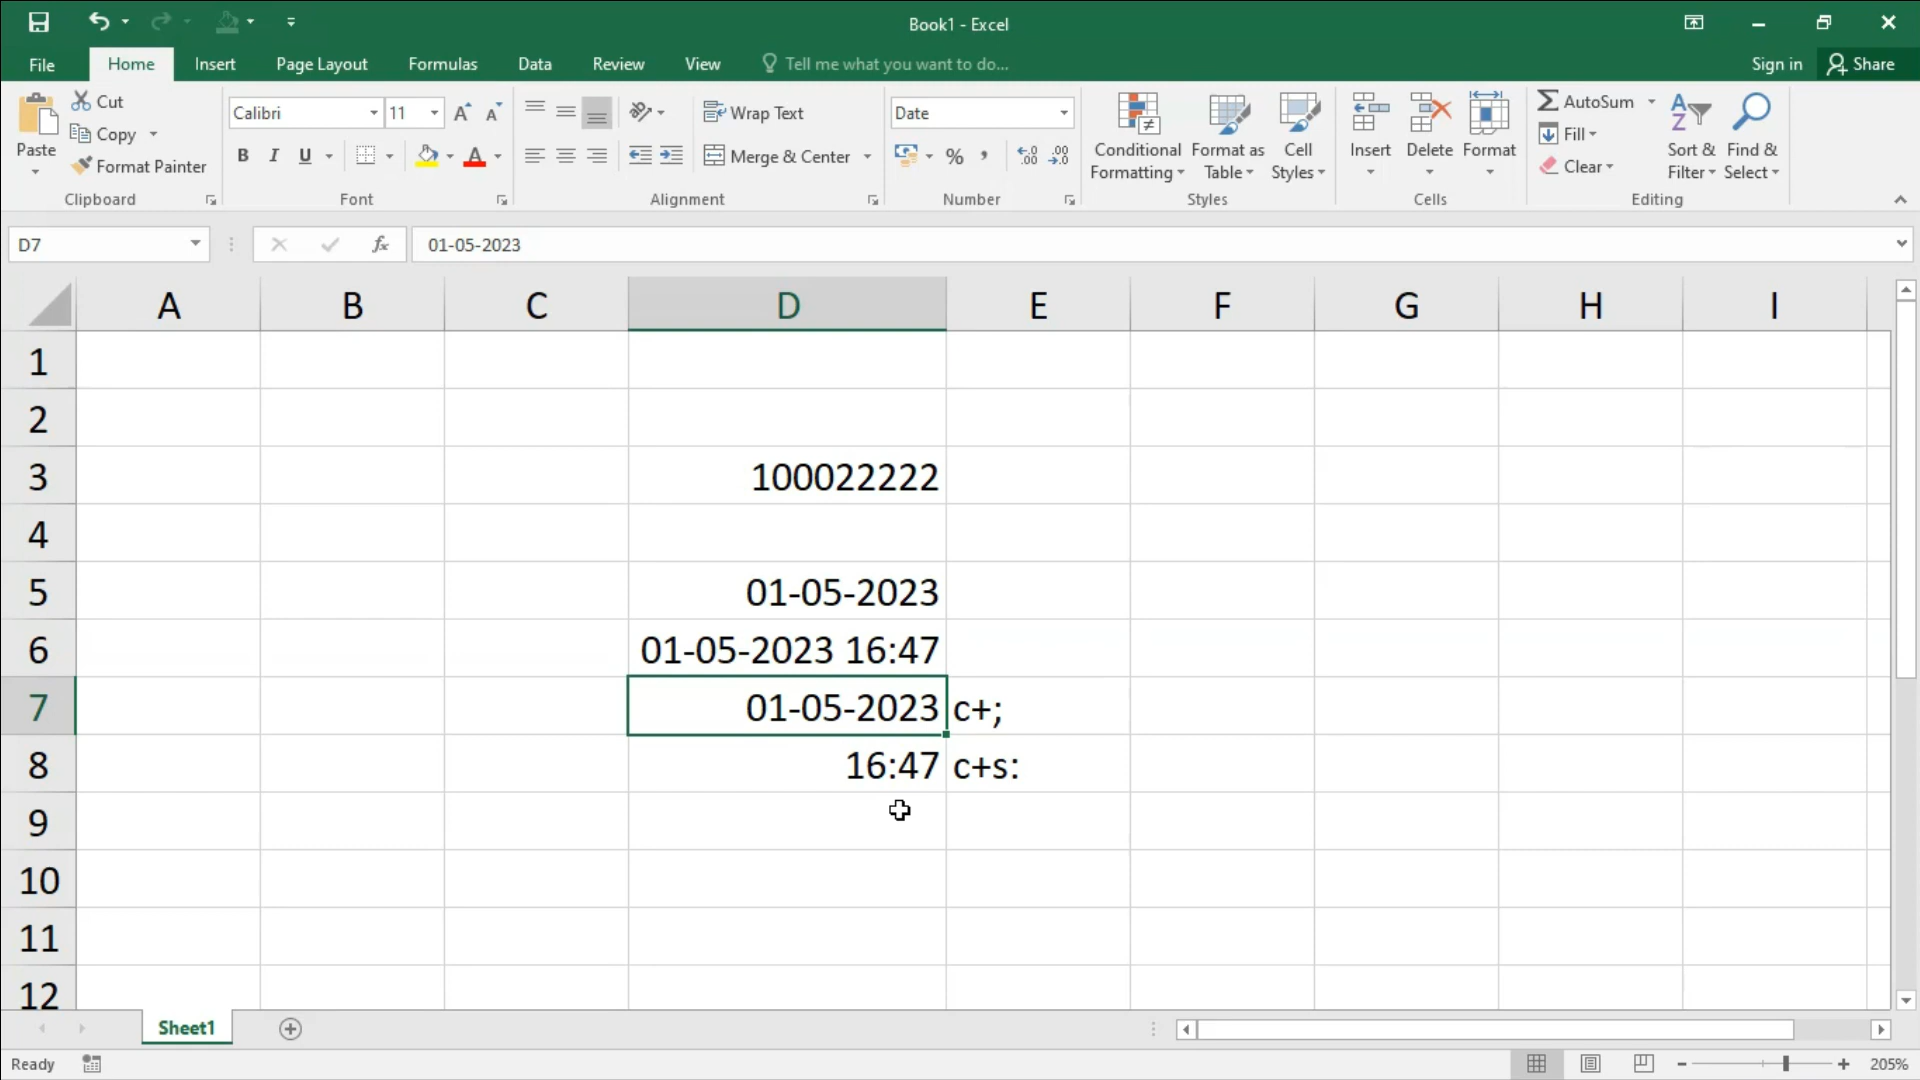 Book1 - Excel
File Home Insert Page Layout Formulas Data Review View Tell me what you want to do... Sign in Share
Paste Cut Copy Format Painter
Clipboard
Calibri 11
B I U A
Font
Wrap Text
Merge & Center
Alignment
Date
% ,
Number
Conditional Formatting
Format as Table
Cell Styles
Styles
Insert Delete Format
Cells
AutoSum
Fill
Clear
Sort & Filter
Find & Select
Editing
D7 fx 01-05-2023
A B C D E F G H I
1
2
3 100022222
4
5 01-05-2023
6 01-05-2023 16:47
7 01-05-2023 c+;
8 16:47 c+s:
9
10
11
12
Sheet1
Ready 205%